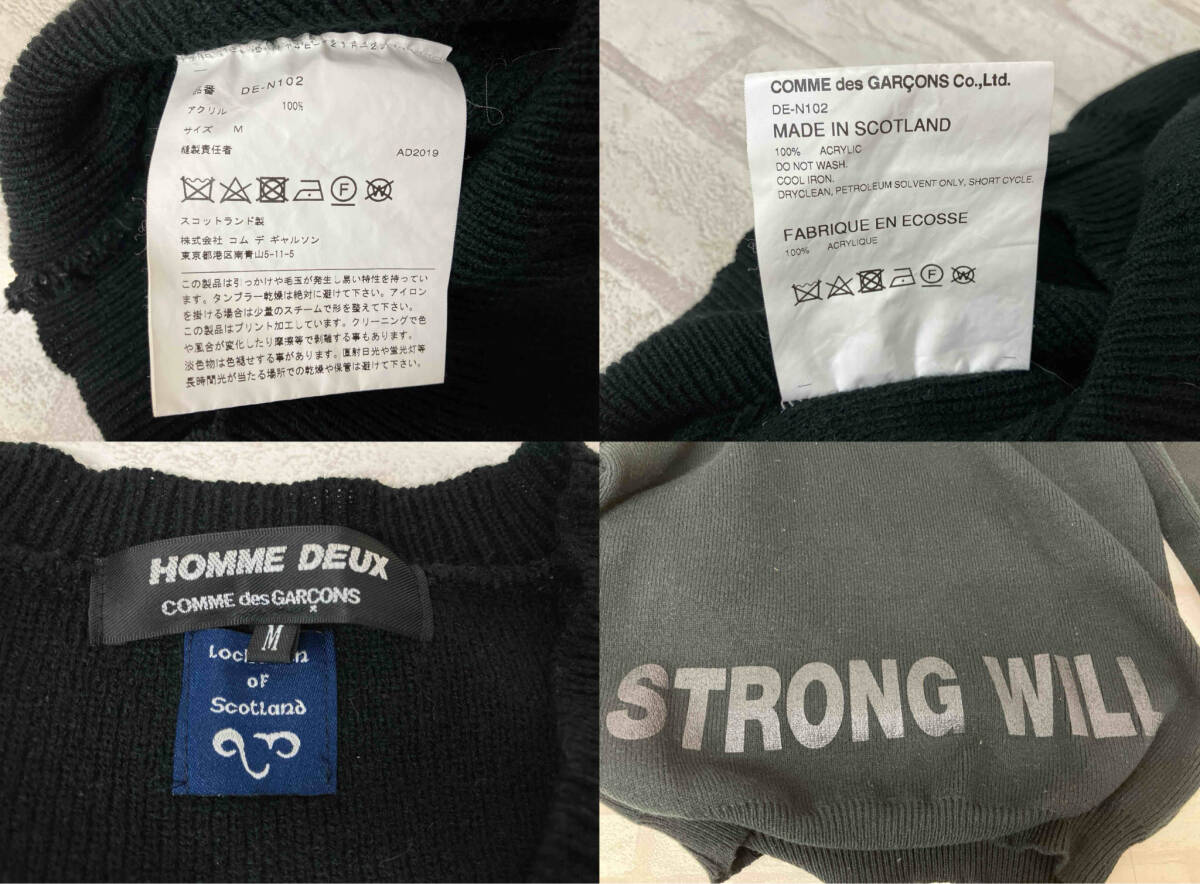 品番 DE-N102
アクリル 100%
サイズ M
縫製責任者 AD2019
スコットランド製
株式会社 コム デ ギャルソン
東京都港区南青山5-11-5
この製品は引っかけや毛玉が発生し易い特性を持ってい
ます。タンブラー乾燥は絶対に避けて下さい。アイロン
を掛ける場合は少量のスチームで形を整えて下さい。
この製品はプリント加工しています。クリーニングで色
や風合が変化したり摩擦等で剥離する事もあります。
淡色物は色褪せする事があります。直射日光や蛍光灯等
長時間光が当たる場所での乾燥や保管は避けて下さい。
COMME des GARÇONS Co.,Ltd.
DE-N102
MADE IN SCOTLAND
100% ACRYLIC
DO NOT WASH.
COOL IRON.
DRYCLEAN, PETROLEUM SOLVENT ONLY, SHORT CYCLE.
FABRIQUE EN ECOSSE
100% ACRYLIQUE
HOMME DEUX
COMME des GARÇONS
M
of
Scotland
STRONG WILL